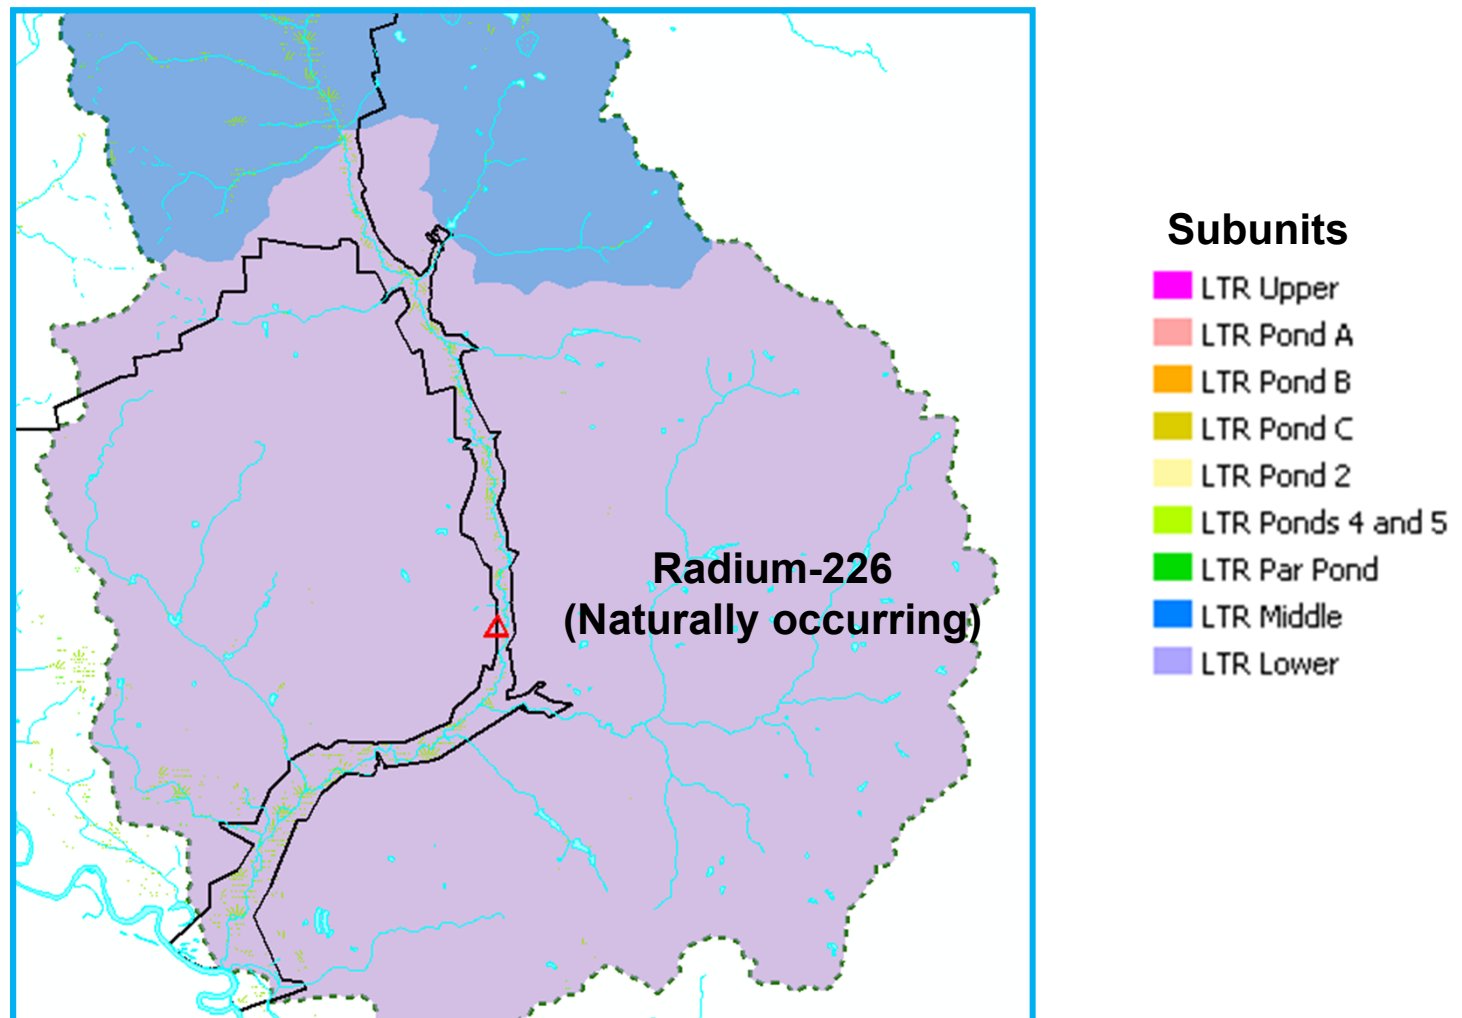 Radium-226
(Naturally occurring)
Subunits
LTR Upper
LTR Pond A
LTR Pond B
LTR Pond C
LTR Pond 2
LTR Ponds 4 and 5
LTR Par Pond
LTR Middle
LTR Lower